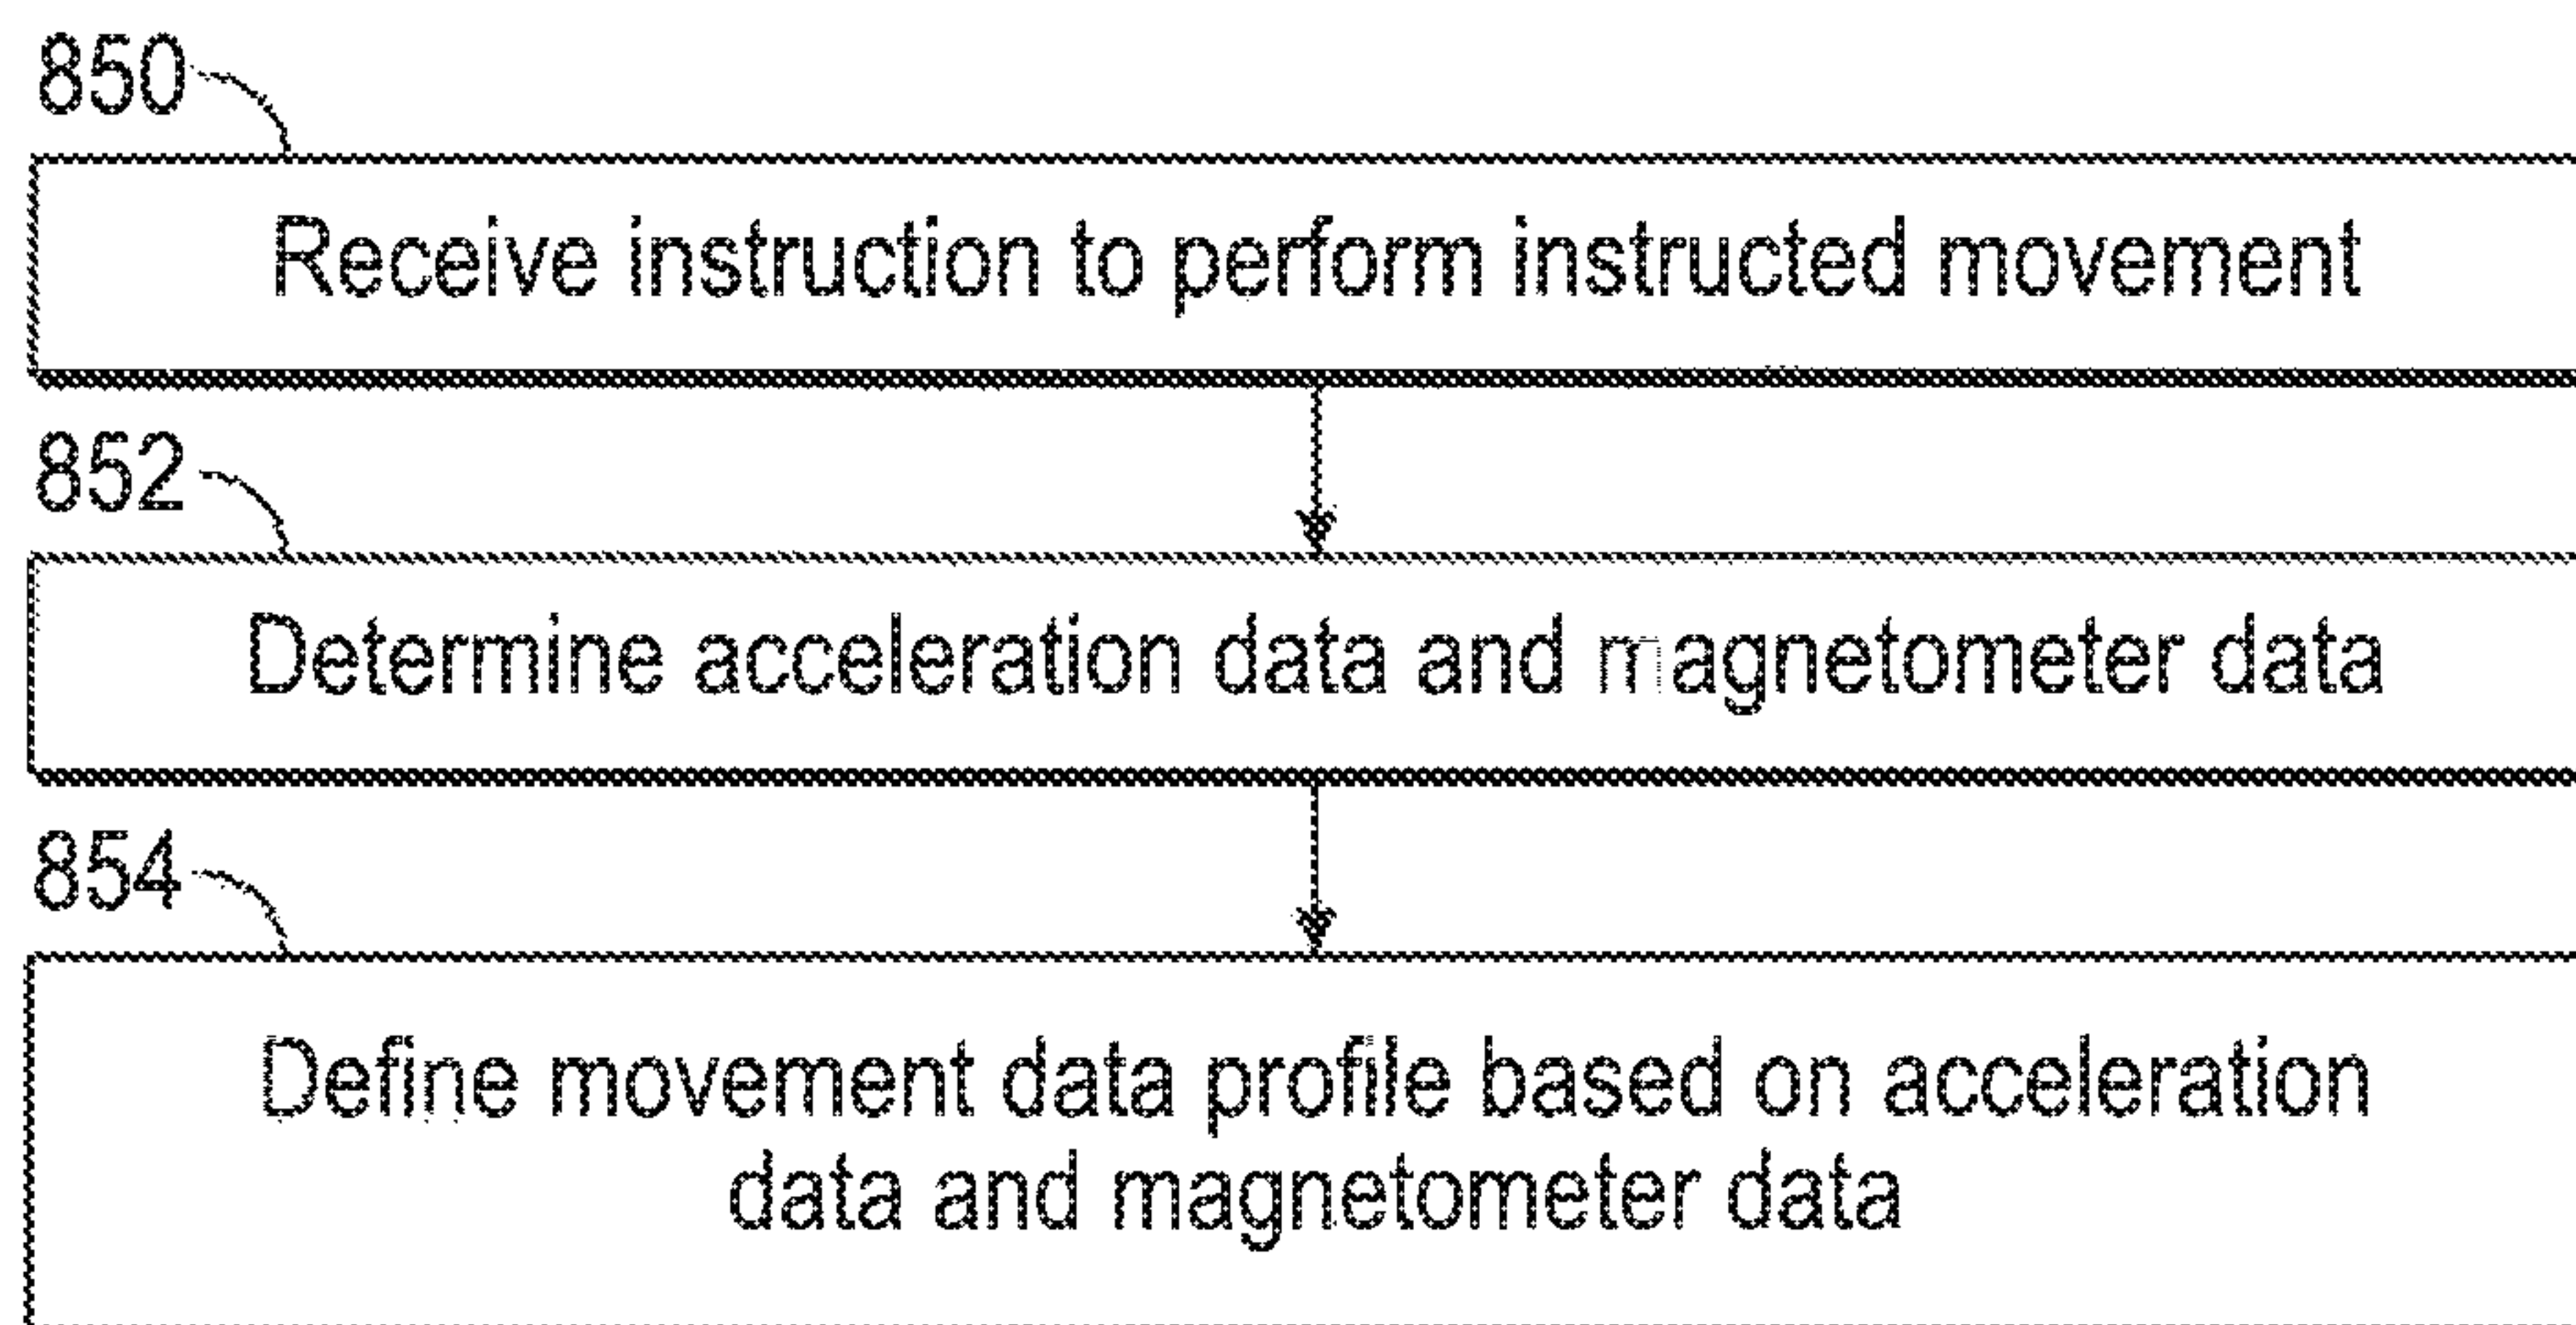 850
Receive instruction to perform instructed movement
852
Determine acceleration data and magnetometer data
854
Define movement data profile based on acceleration
data and magnetometer data